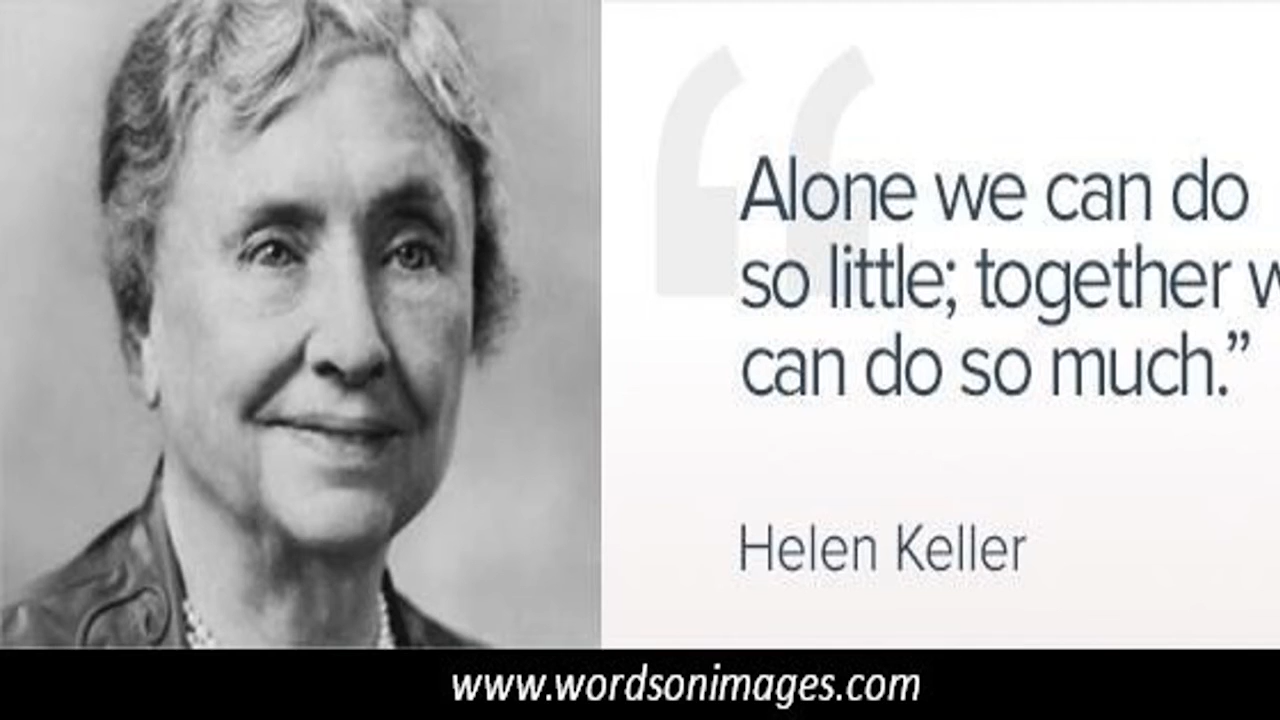 Alone we can do
so little; together w
can do so much.”
Helen Keller
www.wordsonimages.com